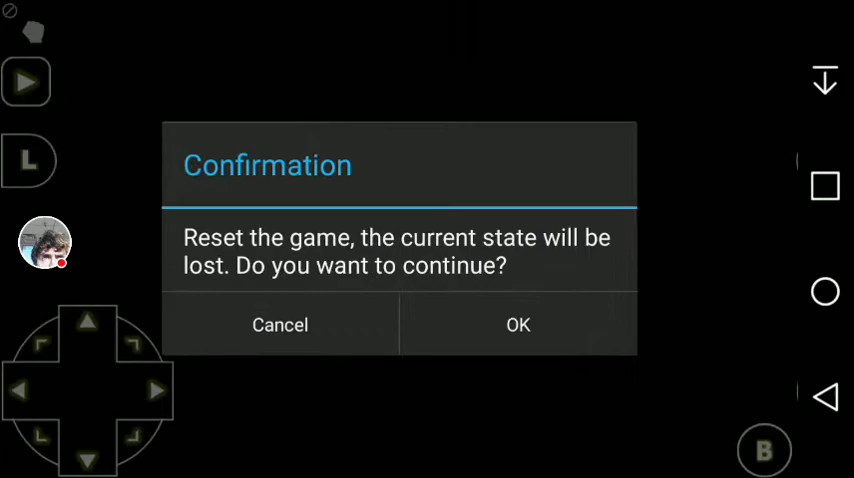 L
Confirmation
Reset the game, the current state will be
lost. Do you want to continue?
Cancel
OK
B